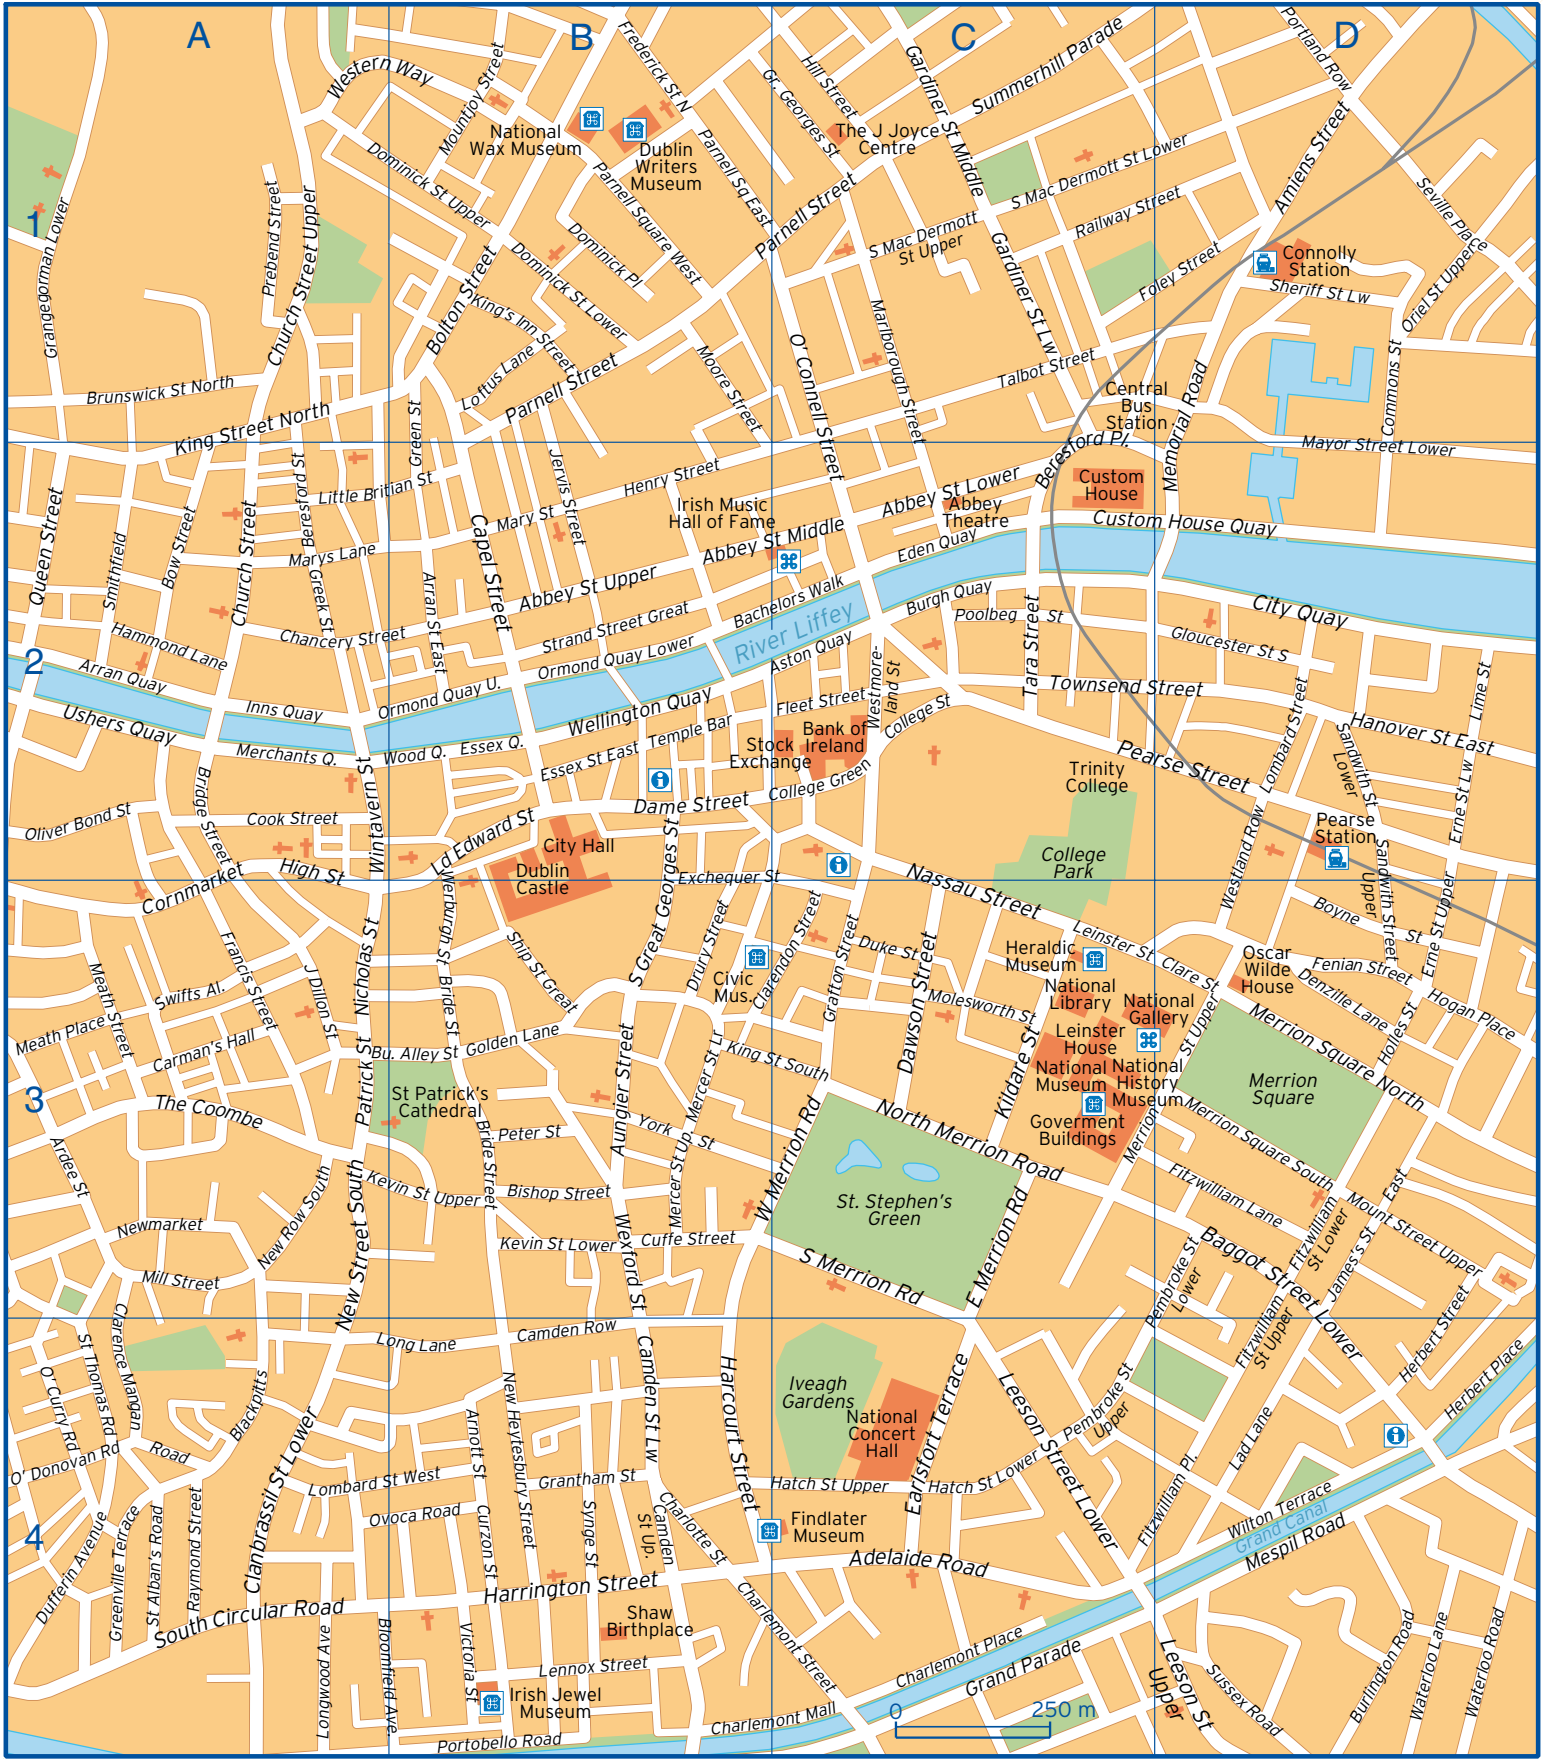 A
B
C
D
1
2
3
4
Western Way
Mountjoy Street
Frederick St N
Gr. Georges St
Hill Street
Gardiner St Middle
Summerhill Parade
Portland Row
National
Wax Museum
Dublin
Writers
Museum
The J Joyce
Centre
Parnell Sq East
Parnell Square West
Parnell Street
S Mac Dermott St Lower
S Mac Dermott
St Upper
Railway Street
Amiens Street
Seville Place
Dominick St Upper
Dominick Pl
Dominick St Lower
Grangegorman Lower
Prebend Street
Church Street Upper
Bolton Street
King's Inn Street
Loftus Lane
Parnell Street
Moore Street
O' Connell Street
Marlborough Street
Gardiner St Lw
Foley Street
Connolly
Station
Sheriff St Lw
Oriel St Upper
Talbot Street
Central
Bus
Station
Memorial Road
Commons St
Brunswick St North
King Street North
Green St
Beresford Pl.
Mayor Street Lower
Queen Street
Smithfield
Bow Street
Church Street
Beresford St
Little Britian St
Marys Lane
Greek St
Arran St East
Capel Street
Mary St
Jervis Street
Henry Street
Irish Music
Hall of Fame
Abbey St Middle
Abbey St Lower
Abbey
Theatre
Custom
House
Custom House Quay
Eden Quay
Abbey St Upper
Strand Street Great
Bachelors Walk
River Liffey
Burgh Quay
Poolbeg St
City Quay
Gloucester St S
Hammond Lane
Chancery Street
Arran Quay
Inns Quay
Ormond Quay U.
Ormond Quay Lower
Aston Quay
Westmore-
land St
Tara Street
Townsend Street
Lime St
Ushers Quay
Merchants Q.
Wood Q.
Essex Q.
Wellington Quay
Fleet Street
College St
Lombard Street
Hanover St East
Essex St East
Temple Bar
Stock
Exchange
Bank of
Ireland
Pearse Street
Sandwith St
Lower
Bridge Street
Winetavern St
Dame Street
College Green
Trinity
College
Oliver Bond St
Cook Street
Ld Edward St
City Hall
Dublin
Castle
S Great Georges St
Exchequer St
College
Park
Westland Row
Pearse
Station
Erne St Lw
Cornmarket
High St
Nassau Street
Sandwith Street
Upper
Erne St Upper
Werburgh St
Ship St Great
Drury Street
Clarendon Street
Grafton Street
Duke St
Dawson Street
Leinster St
Clare St
Boyne St
Fenian Street
Heraldic
Museum
Oscar
Wilde
House
Denzille Lane
Hogan Place
Holles St
Meath Street
Francis Street
J Dillon St
Nicholas St
Bride St
Civic
Mus.
Molesworth St
National
Library
National
Gallery
St Upper
Merrion
Merrion Square North
Swifts Al.
Meath Place
Carman's Hall
Bu. Alley St
Golden Lane
Mercer St Lr
King St South
Kildare St
Leinster
House
National
Museum
National
History
Museum
Goverment
Buildings
Merrion
Square
Merrion Square South
The Coombe
Patrick St
St Patrick's
Cathedral
Aungier Street
York St
North Merrion Road
W Merrion Rd
Ardee St
Peter St
Bride Street
Mercer St Up.
St. Stephen's
Green
Kevin St Upper
Bishop Street
Fitzwilliam Lane
Fitzwilliam
St Lower
Mount Street Upper
East
James's St
Newmarket
New Row South
New Street South
Kevin St Lower
Cuffe Street
Wexford St
S Merrion Rd
E Merrion Rd
Baggot Street Lower
Pembroke St
Lower
Mill Street
Clarence Mangan
Road
St Thomas Rd
O' Curry Rd
O' Donovan Rd
Blackpitts
Long Lane
Camden Row
Camden St Lw
Harcourt Street
Iveagh
Gardens
National
Concert
Hall
Earlsfort Terrace
Leeson Street Lower
Pembroke St
Upper
Fitzwilliam
St Upper
Herbert Street
Herbert Place
Lad Lane
Clanbrassil St Lower
Lombard St West
Ovoca Road
Arnott St
New Heytesbury Street
Grantham St
Synge St
Curzon St
Camden
St Up.
Charlotte St
Hatch St Upper
Hatch St Lower
Findlater
Museum
Fitzwilliam Pl.
Wilton Terrace
Grand Canal
Mespil Road
Adelaide Road
Dufferin Avenue
Greenville Terrace
St Alban's Road
Raymond Street
South Circular Road
Harrington Street
Shaw
Birthplace
Charlemont Street
Charlemont Place
Grand Parade
Longwood Ave
Bloomfield Ave.
Victoria St
Lennox Street
Irish Jewel
Museum
Portobello Road
Charlemont Mall
0
250 m
Leeson St
Upper
Sussex Road
Burlington Road
Waterloo Lane
Waterloo Road